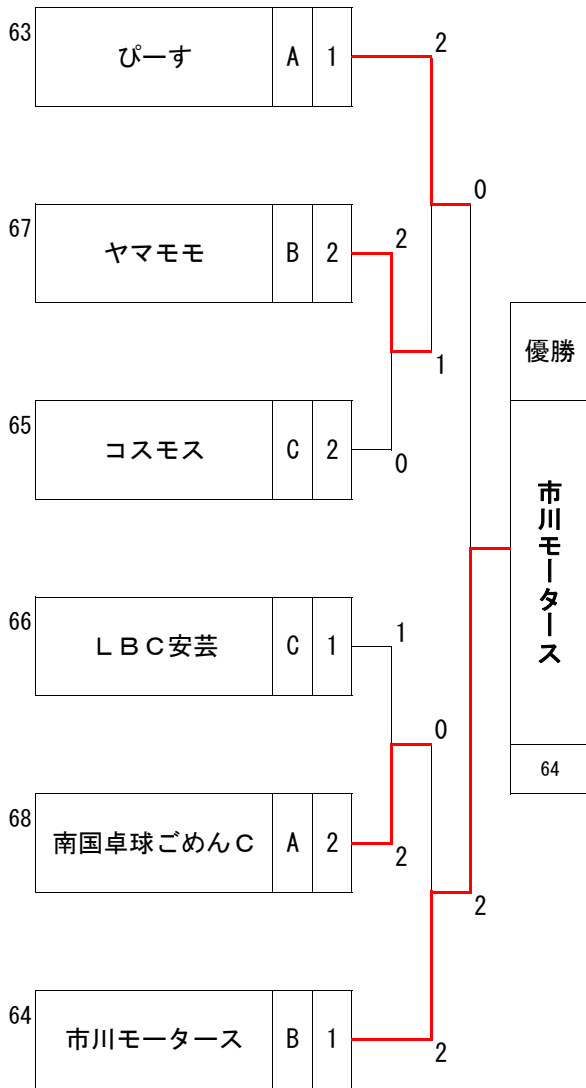 63 ぴーす A 1 2
0
67 ヤマモモ B 2 2
1
65 コスモス C 2 0
66 ＬＢＣ安芸 C 1 1
0
68 南国卓球ごめんＣ A 2 2
2
64 市川モータース B 1 2
優勝
市川モータース
64